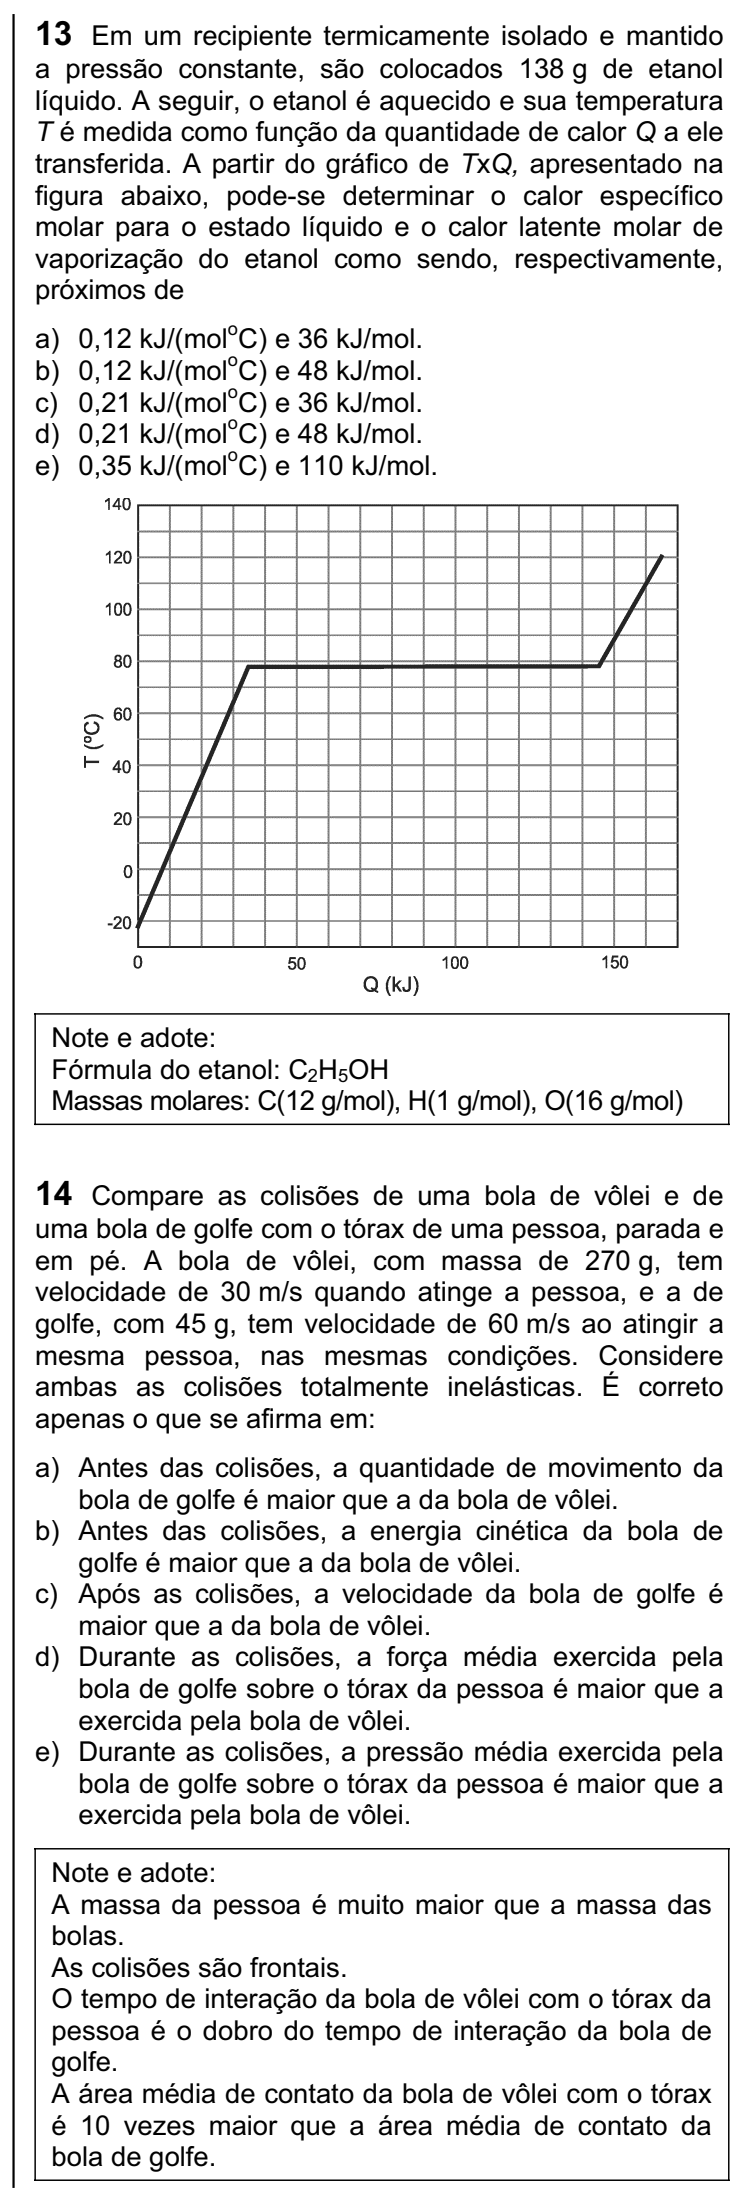 13 Em um recipiente termicamente isolado e mantido
a pressão constante, são colocados 138 g de etanol
líquido. A seguir, o etanol é aquecido e sua temperatura
T é medida como função da quantidade de calor Q a ele
transferida. A partir do gráfico de TxQ, apresentado na
figura abaixo, pode-se determinar o calor específico
molar para o estado líquido e o calor latente molar de
vaporização do etanol como sendo, respectivamente,
próximos de
a) 0,12 kJ/(molºC) e 36 kJ/mol.
b) 0,12 kJ/(molºC) e 48 kJ/mol.
c) 0,21 kJ/(molºC) e 36 kJ/mol.
d) 0,21 kJ/(molºC) e 48 kJ/mol.
e) 0,35 kJ/(molºC) e 110 kJ/mol.
140
120
100
80
60
T (ºC)
40
20
0
-20
0 50 100 150
Q (kJ)
Note e adote:
Fórmula do etanol: C₂H₅OH
Massas molares: C(12 g/mol), H(1 g/mol), O(16 g/mol)
14 Compare as colisões de uma bola de vôlei e de
uma bola de golfe com o tórax de uma pessoa, parada e
em pé. A bola de vôlei, com massa de 270 g, tem
velocidade de 30 m/s quando atinge a pessoa, e a de
golfe, com 45 g, tem velocidade de 60 m/s ao atingir a
mesma pessoa, nas mesmas condições. Considere
ambas as colisões totalmente inelásticas. É correto
apenas o que se afirma em:
a) Antes das colisões, a quantidade de movimento da
bola de golfe é maior que a da bola de vôlei.
b) Antes das colisões, a energia cinética da bola de
golfe é maior que a da bola de vôlei.
c) Após as colisões, a velocidade da bola de golfe é
maior que a da bola de vôlei.
d) Durante as colisões, a força média exercida pela
bola de golfe sobre o tórax da pessoa é maior que a
exercida pela bola de vôlei.
e) Durante as colisões, a pressão média exercida pela
bola de golfe sobre o tórax da pessoa é maior que a
exercida pela bola de vôlei.
Note e adote:
A massa da pessoa é muito maior que a massa das
bolas.
As colisões são frontais.
O tempo de interação da bola de vôlei com o tórax da
pessoa é o dobro do tempo de interação da bola de
golfe.
A área média de contato da bola de vôlei com o tórax
é 10 vezes maior que a área média de contato da
bola de golfe.